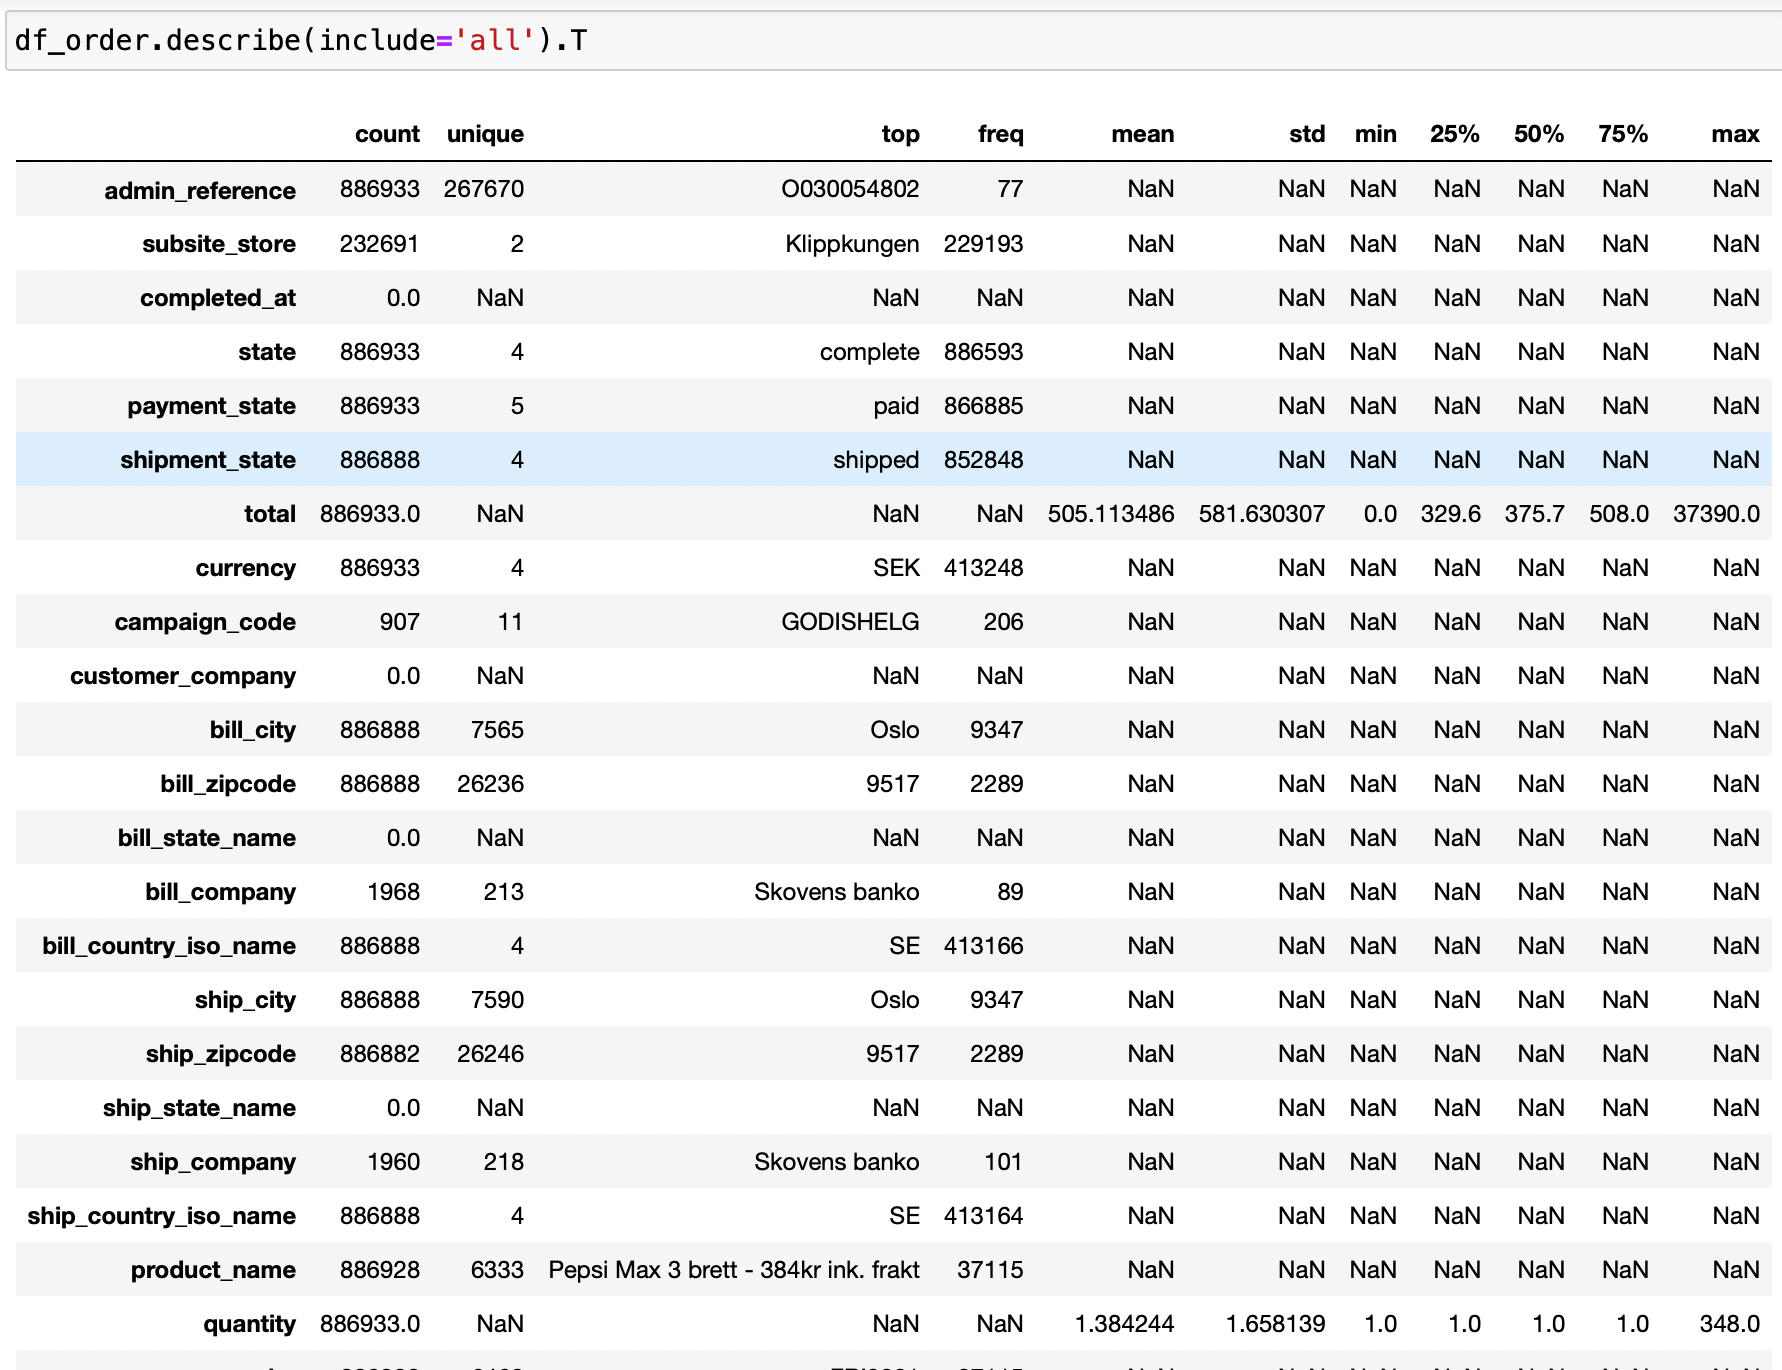 df_order.describe(include='all').T
count unique top freq mean std min 25% 50% 75% max
admin_reference 886933 267670 O030054802 77 NaN NaN NaN NaN NaN NaN NaN
subsite_store 232691 2 Klippkungen 229193 NaN NaN NaN NaN NaN NaN NaN
completed_at 0.0 NaN NaN NaN NaN NaN NaN NaN NaN NaN NaN
state 886933 4 complete 886593 NaN NaN NaN NaN NaN NaN NaN
payment_state 886933 5 paid 866885 NaN NaN NaN NaN NaN NaN NaN
shipment_state 886888 4 shipped 852848 NaN NaN NaN NaN NaN NaN NaN
total 886933.0 NaN NaN NaN 505.113486 581.630307 0.0 329.6 375.7 508.0 37390.0
currency 886933 4 SEK 413248 NaN NaN NaN NaN NaN NaN NaN
campaign_code 907 11 GODISHELG 206 NaN NaN NaN NaN NaN NaN NaN
customer_company 0.0 NaN NaN NaN NaN NaN NaN NaN NaN NaN NaN
bill_city 886888 7565 Oslo 9347 NaN NaN NaN NaN NaN NaN NaN
bill_zipcode 886888 26236 9517 2289 NaN NaN NaN NaN NaN NaN NaN
bill_state_name 0.0 NaN NaN NaN NaN NaN NaN NaN NaN NaN NaN
bill_company 1968 213 Skovens banko 89 NaN NaN NaN NaN NaN NaN NaN
bill_country_iso_name 886888 4 SE 413166 NaN NaN NaN NaN NaN NaN NaN
ship_city 886888 7590 Oslo 9347 NaN NaN NaN NaN NaN NaN NaN
ship_zipcode 886882 26246 9517 2289 NaN NaN NaN NaN NaN NaN NaN
ship_state_name 0.0 NaN NaN NaN NaN NaN NaN NaN NaN NaN NaN
ship_company 1960 218 Skovens banko 101 NaN NaN NaN NaN NaN NaN NaN
ship_country_iso_name 886888 4 SE 413164 NaN NaN NaN NaN NaN NaN NaN
product_name 886928 6333 Pepsi Max 3 brett - 384kr ink. frakt 37115 NaN NaN NaN NaN NaN NaN NaN
quantity 886933.0 NaN NaN NaN 1.384244 1.658139 1.0 1.0 1.0 1.0 348.0